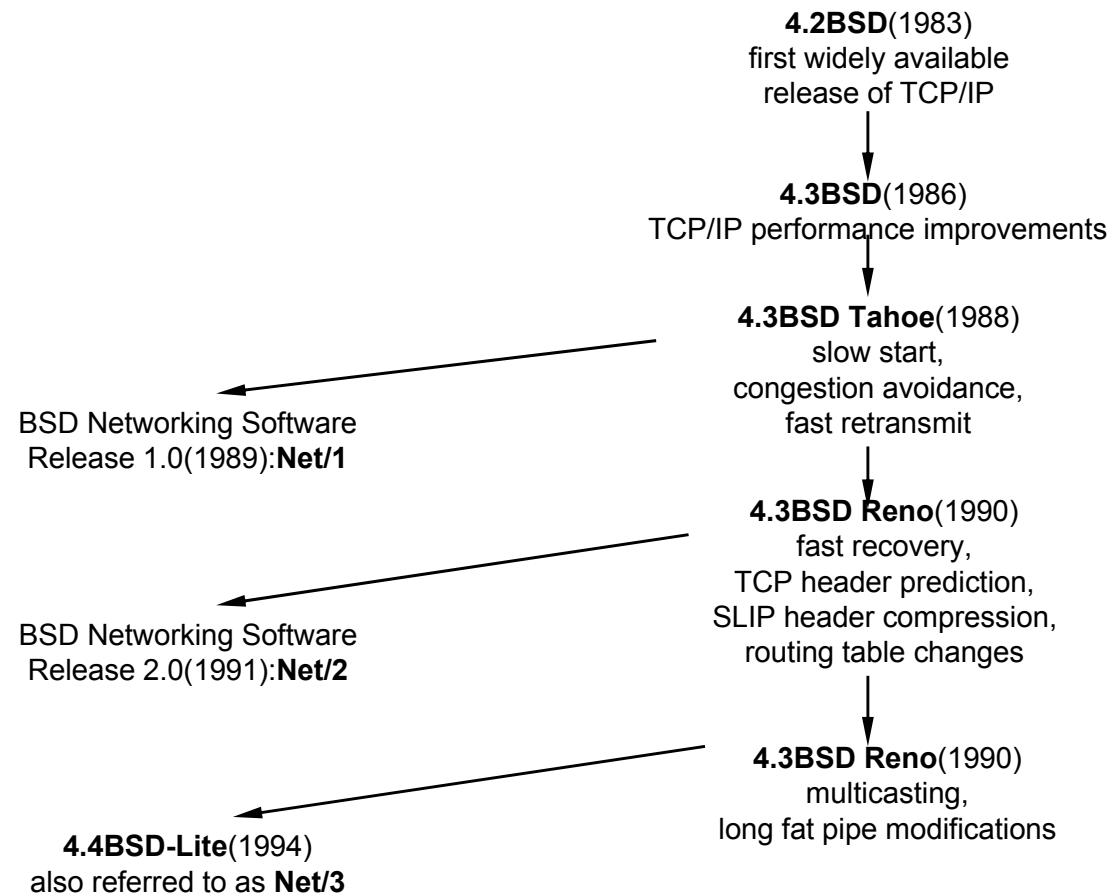 4.2BSD(1983)
first widely available
release of TCP/IP
4.3BSD(1986)
TCP/IP performance improvements
4.3BSD Tahoe(1988)
slow start,
congestion avoidance,
fast retransmit
BSD Networking Software
Release 1.0(1989):Net/1
4.3BSD Reno(1990)
fast recovery,
TCP header prediction,
SLIP header compression,
routing table changes
BSD Networking Software
Release 2.0(1991):Net/2
4.3BSD Reno(1990)
multicasting,
long fat pipe modifications
4.4BSD-Lite(1994)
also referred to as Net/3